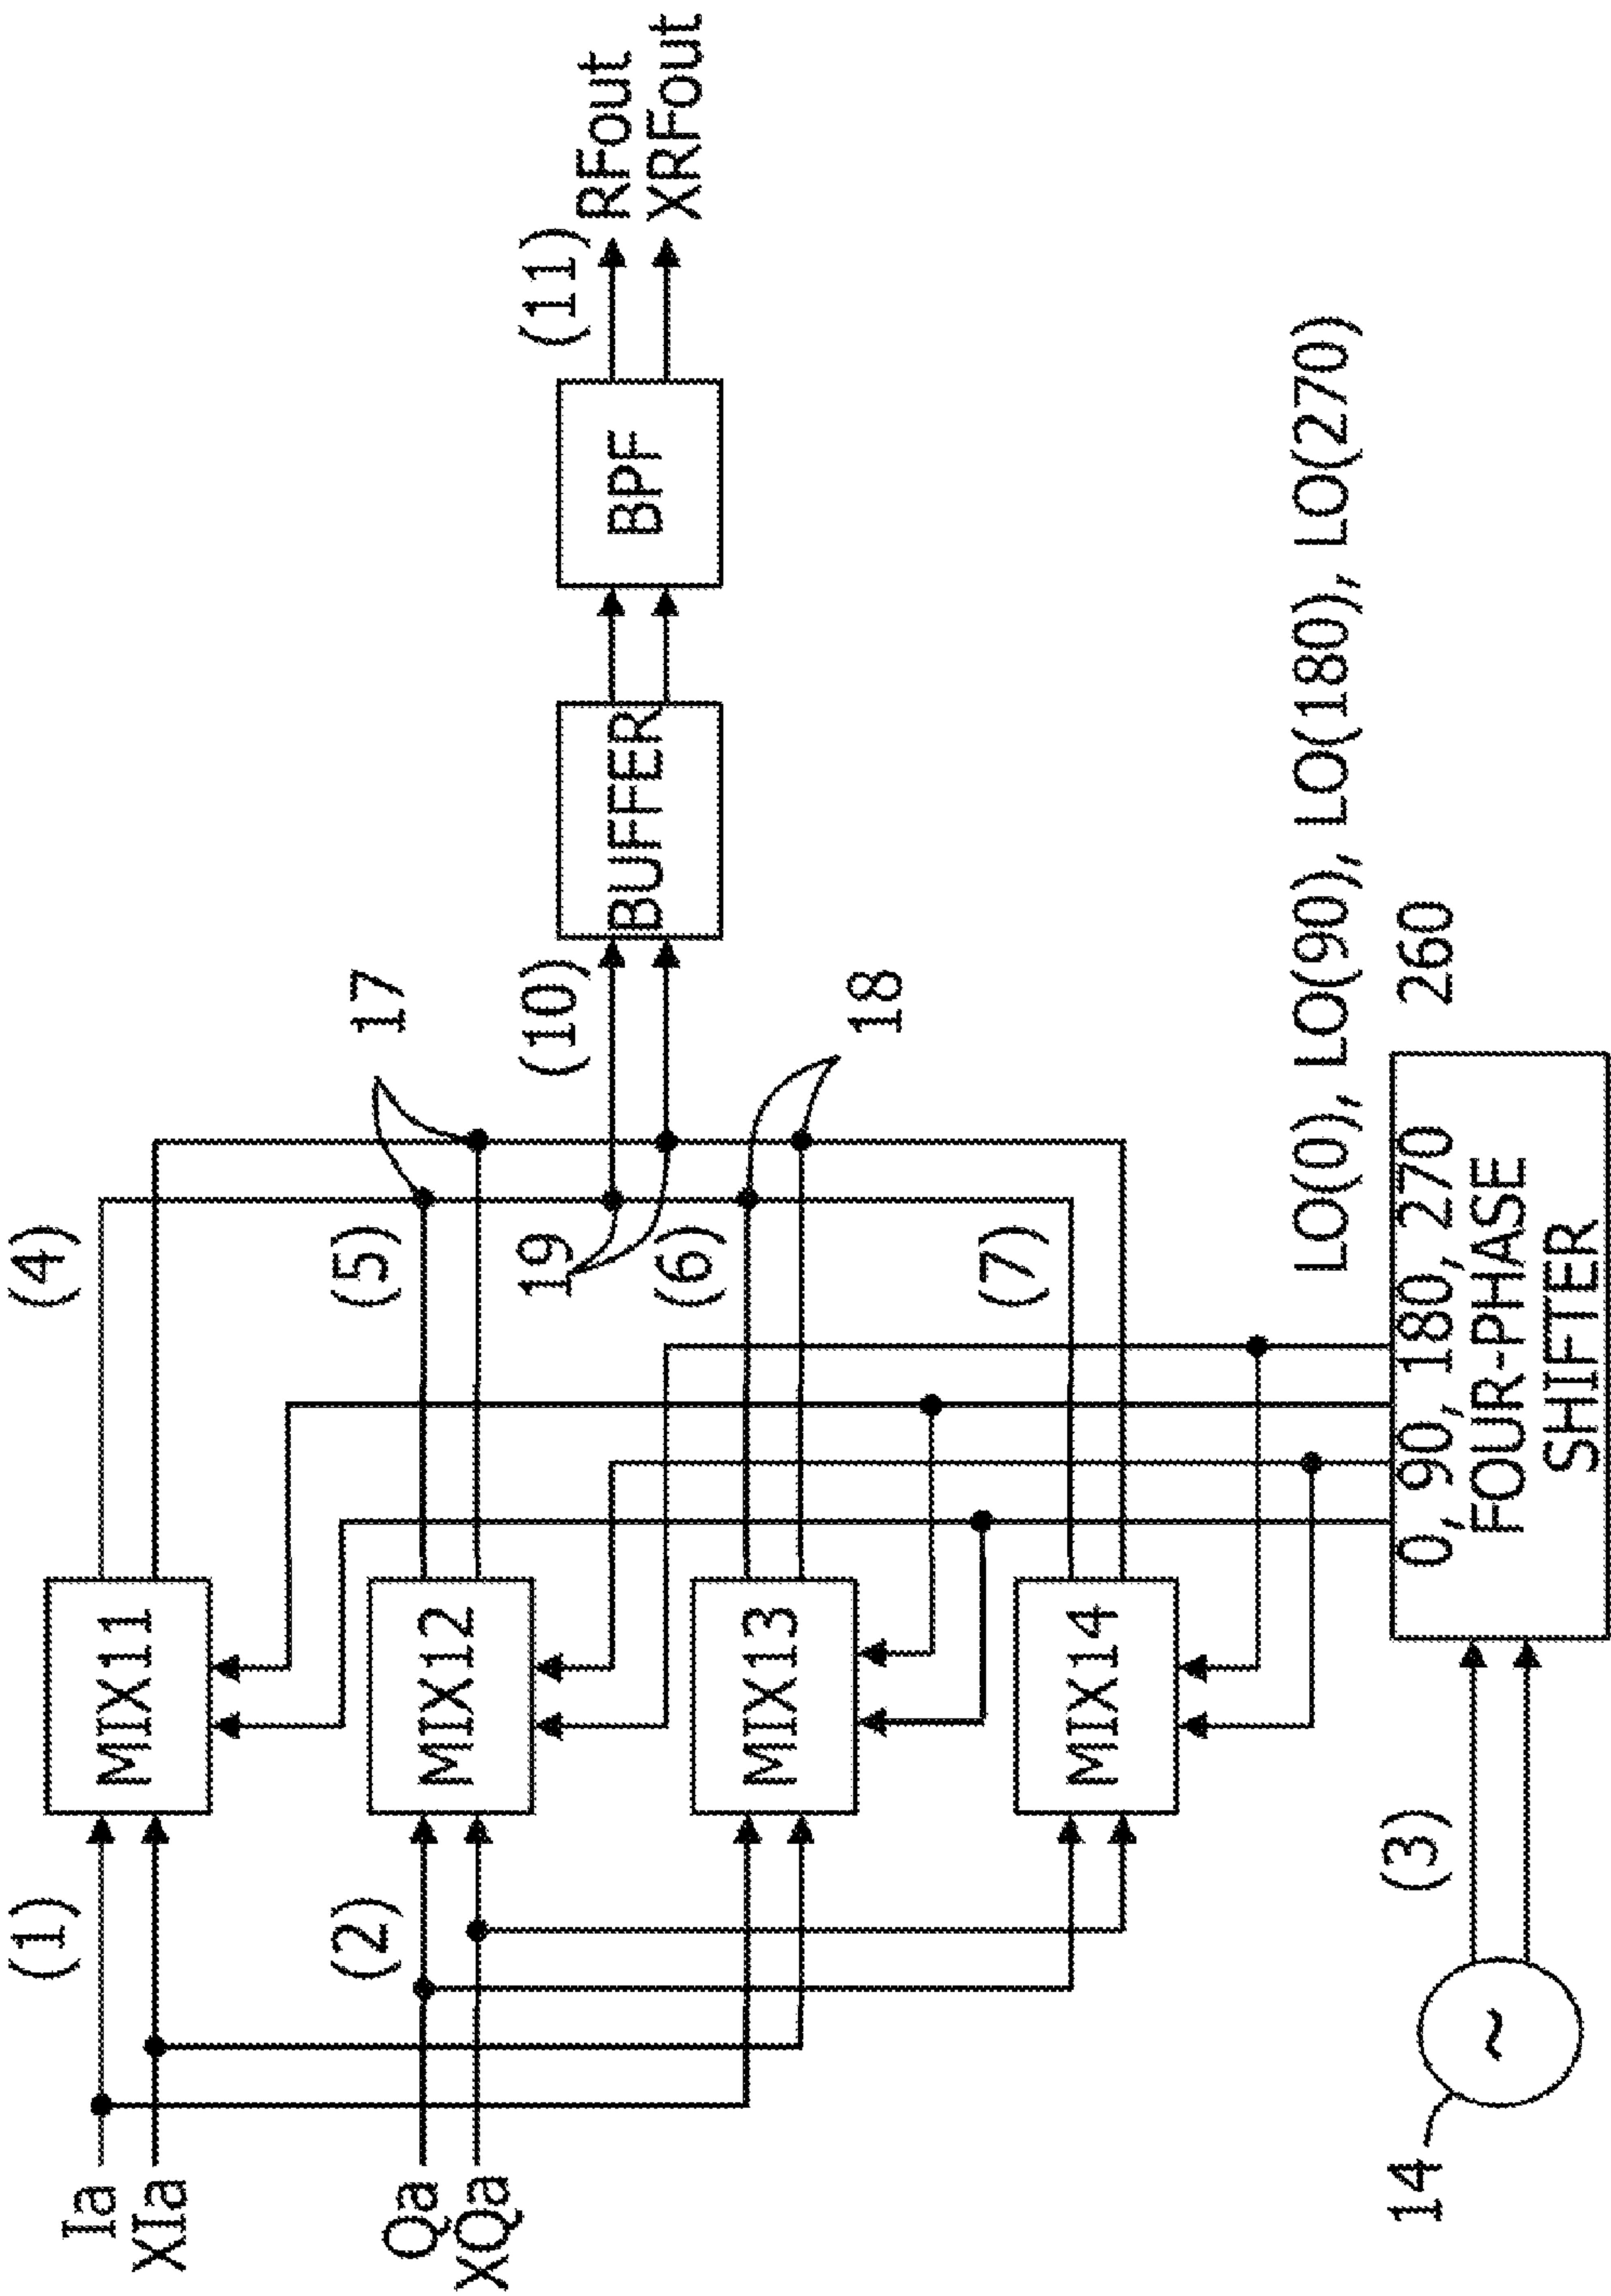 Ia
XIa
(1)
MIX11
(4)
Qa
XQa
(2)
MIX12
(5)
17
19
(10)
BUFFER
BPF
(11)
RFout
XRFout
MIX13
(6)
18
MIX14
(7)
LO(0), LO(90), LO(180), LO(270)
14
~
(3)
0, 90, 180, 270
FOUR-PHASE
SHIFTER
260